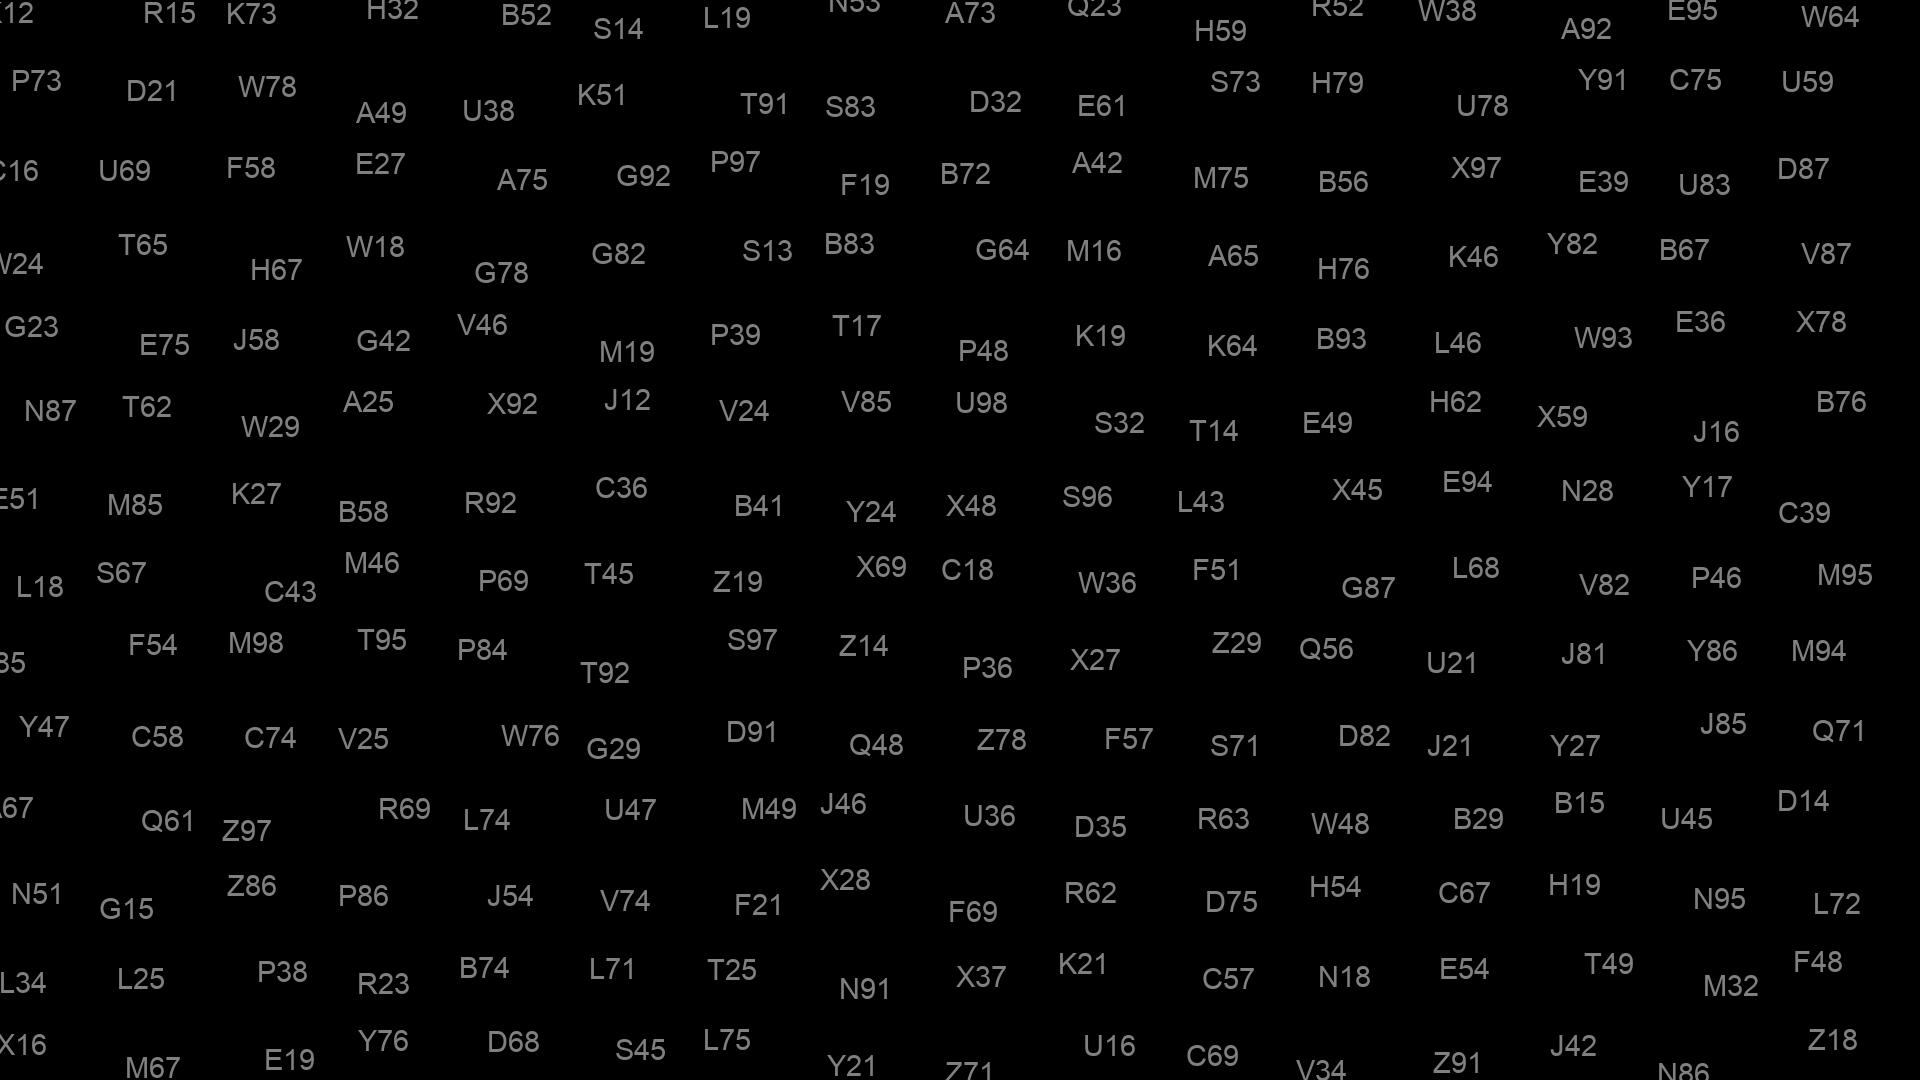 R15 K73 H32 B52 S14 L19 N53 A73 Q23 H59 R52 W38 A92 E95 W64
P73 D21 W78 A49 U38 K51 T91 S83 D32 E61 S73 H79 U78 Y91 C75 U59
C16 U69 F58 E27 A75 G92 P97 F19 B72 A42 M75 B56 X97 E39 U83 D87
W24 T65 H67 W18 G78 G82 S13 B83 G64 M16 A65 H76 K46 Y82 B67 V87
G23 E75 J58 G42 V46 M19 P39 T17 P48 K19 K64 B93 L46 W93 E36 X78
N87 T62 W29 A25 X92 J12 V24 V85 U98 S32 T14 E49 H62 X59 J16 B76
E51 M85 K27 B58 R92 C36 B41 Y24 X48 S96 L43 X45 E94 N28 Y17 C39
L18 S67 C43 M46 P69 T45 Z19 X69 C18 W36 F51 G87 L68 V82 P46 M95
F54 M98 T95 P84 T92 S97 Z14 P36 X27 Z29 Q56 U21 J81 Y86 M94
Y47 C58 C74 V25 W76 G29 D91 Q48 Z78 F57 S71 D82 J21 Y27 J85 Q71
Q61 Z97 R69 L74 U47 M49 J46 U36 D35 R63 W48 B29 B15 U45 D14
N51 G15 Z86 P86 J54 V74 F21 X28 F69 R62 D75 H54 C67 H19 N95 L72
L34 L25 P38 R23 B74 L71 T25 N91 X37 K21 C57 N18 E54 T49 M32 F48
X16 M67 E19 Y76 D68 S45 L75 Y21 Z71 U16 C69 V34 Z91 J42 N86 Z18